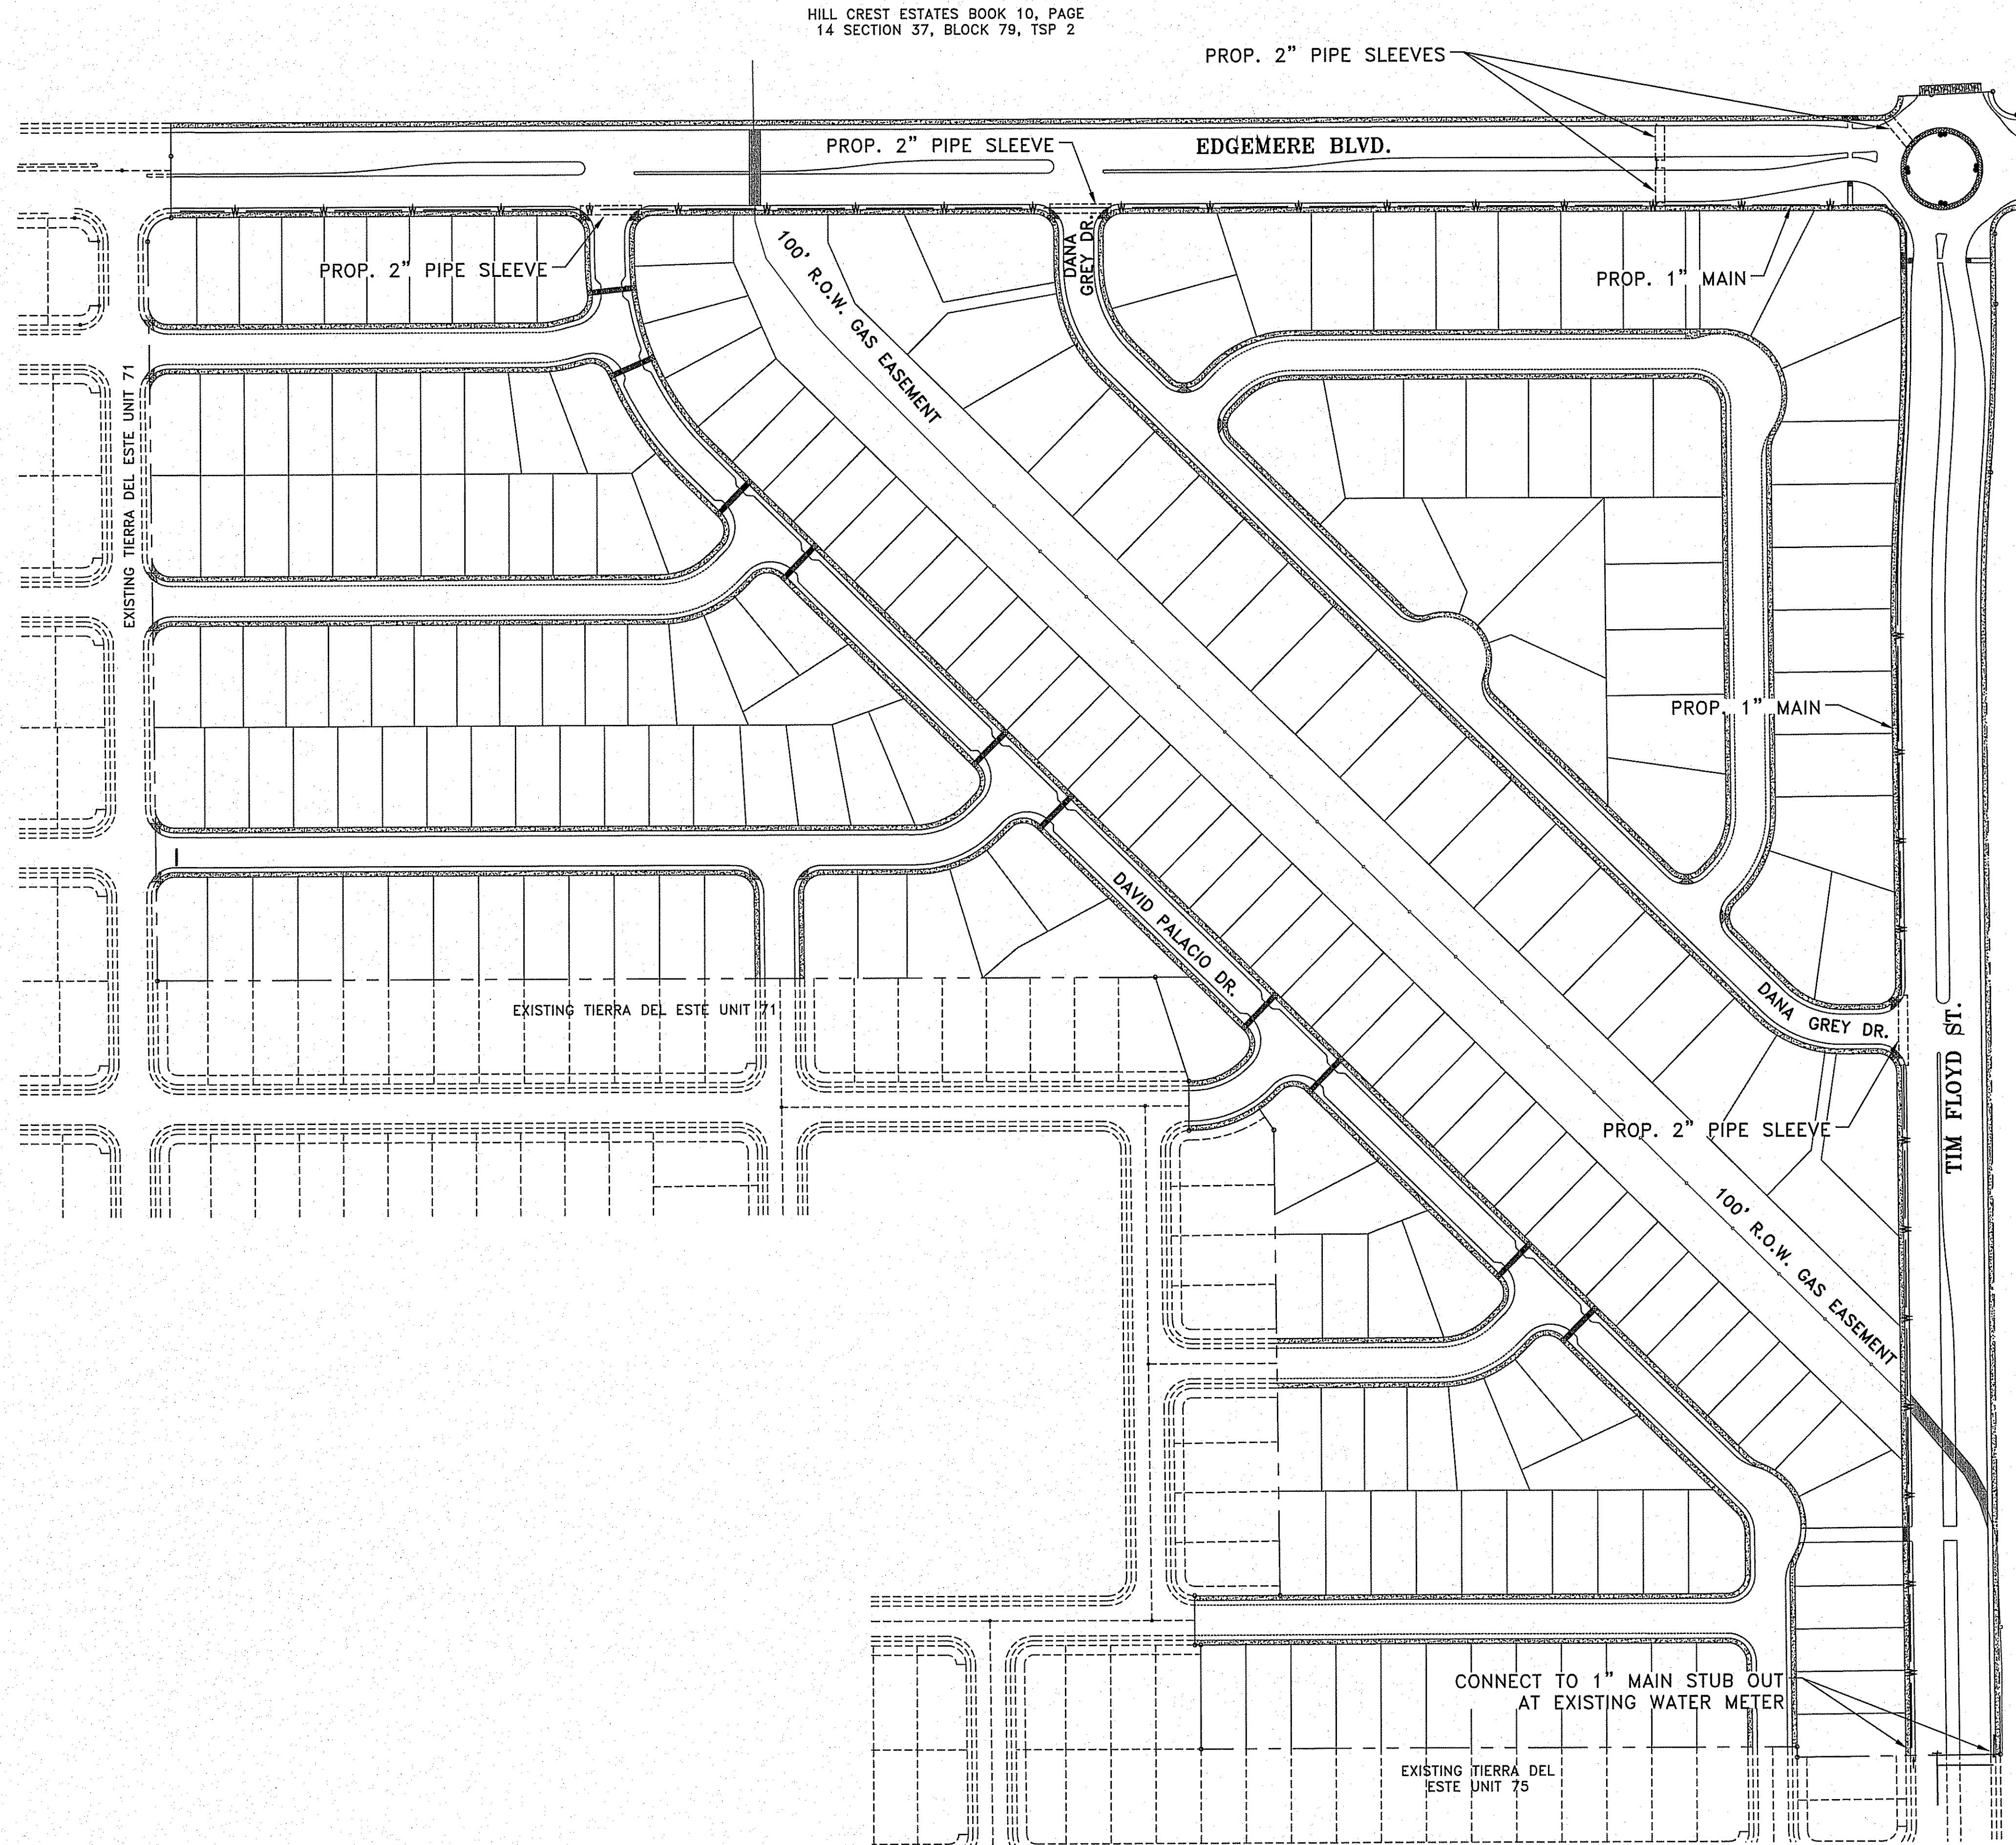 HILL CREST ESTATES BOOK 10, PAGE
14 SECTION 37, BLOCK 79, TSP 2
PROP. 2" PIPE SLEEVES
PROP. 2" PIPE SLEEVE
EDGEMERE BLVD.
PROP. 2" PIPE SLEEVE
100' R.O.W. GAS EASEMENT
DANA
GREY DR.
PROP. 1" MAIN
EXISTING TIERRA DEL ESTE UNIT 71
PROP. 1" MAIN
DAVID PALACIO DR.
EXISTING TIERRA DEL ESTE UNIT 71
DANA GREY DR.
TIM FLOYD ST.
PROP. 2" PIPE SLEEVE
100' R.O.W. GAS EASEMENT
CONNECT TO 1" MAIN STUB OUT
AT EXISTING WATER METER
EXISTING TIERRA DEL
ESTE UNIT 75